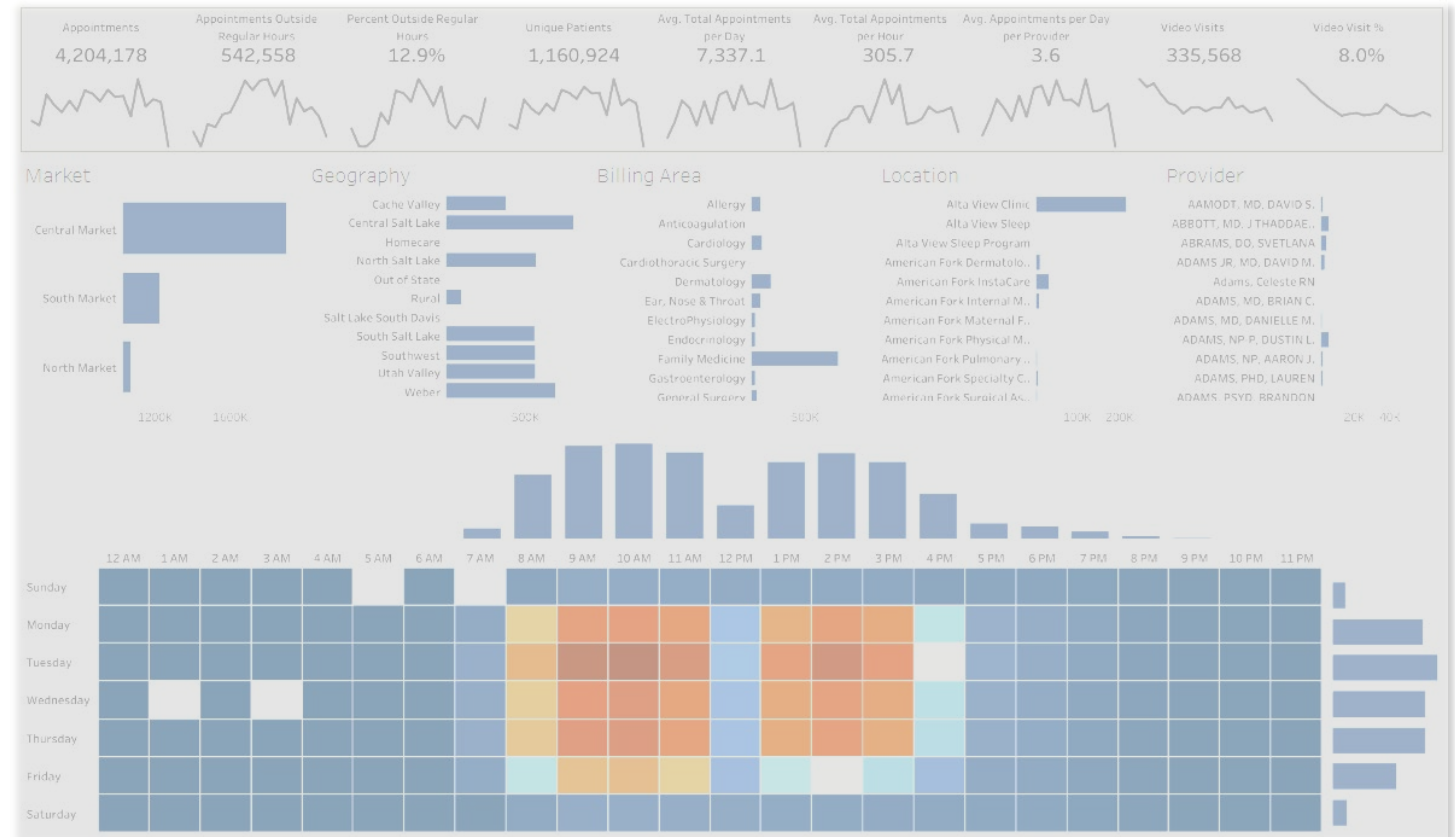 Appointments
4,204,178
Appointments Outside
Regular Hours
542,558
Percent Outside Regular
Hours
12.9%
Unique Patients
1,160,924
Avg. Total Appointments
per Day
7,337.1
Avg. Total Appointments
per Hour
305.7
Avg. Appointments per Day
per Provider
3.6
Video Visits
335,568
Video Visit %
8.0%
Market
Central Market
South Market
North Market
1200K 1600K
Geography
Cache Valley
Central Salt Lake
Homecare
North Salt Lake
Out of State
Rural
Salt Lake South Davis
South Salt Lake
Southwest
Utah Valley
Weber
500K
Billing Area
Allergy
Anticoagulation
Cardiology
Cardiothoracic Surgery
Dermatology
Ear, Nose & Throat
ElectroPhysiology
Endocrinology
Family Medicine
Gastroenterology
General Surgery
500K
Location
Alta View Clinic
Alta View Sleep
Alta View Sleep Program
American Fork Dermatolo..
American Fork InstaCare
American Fork Internal M..
American Fork Maternal F..
American Fork Physical M..
American Fork Pulmonary ..
American Fork Specialty C..
American Fork Surgical As..
100K 200K
Provider
AAMODT, MD, DAVID S.
ABBOTT, MD, J THADDAE..
ABRAMS, DO, SVETLANA
ADAMS JR, MD, DAVID M.
Adams, Celeste RN
ADAMS, MD, BRIAN C.
ADAMS, MD, DANIELLE M.
ADAMS, NP-P, DUSTIN L.
ADAMS, NP, AARON J.
ADAMS, PHD, LAUREN
ADAMS, PSYD, BRANDON
20K 40K
12 AM 1 AM 2 AM 3 AM 4 AM 5 AM 6 AM 7 AM 8 AM 9 AM 10 AM 11 AM 12 PM 1 PM 2 PM 3 PM 4 PM 5 PM 6 PM 7 PM 8 PM 9 PM 10 PM 11 PM
Sunday
Monday
Tuesday
Wednesday
Thursday
Friday
Saturday